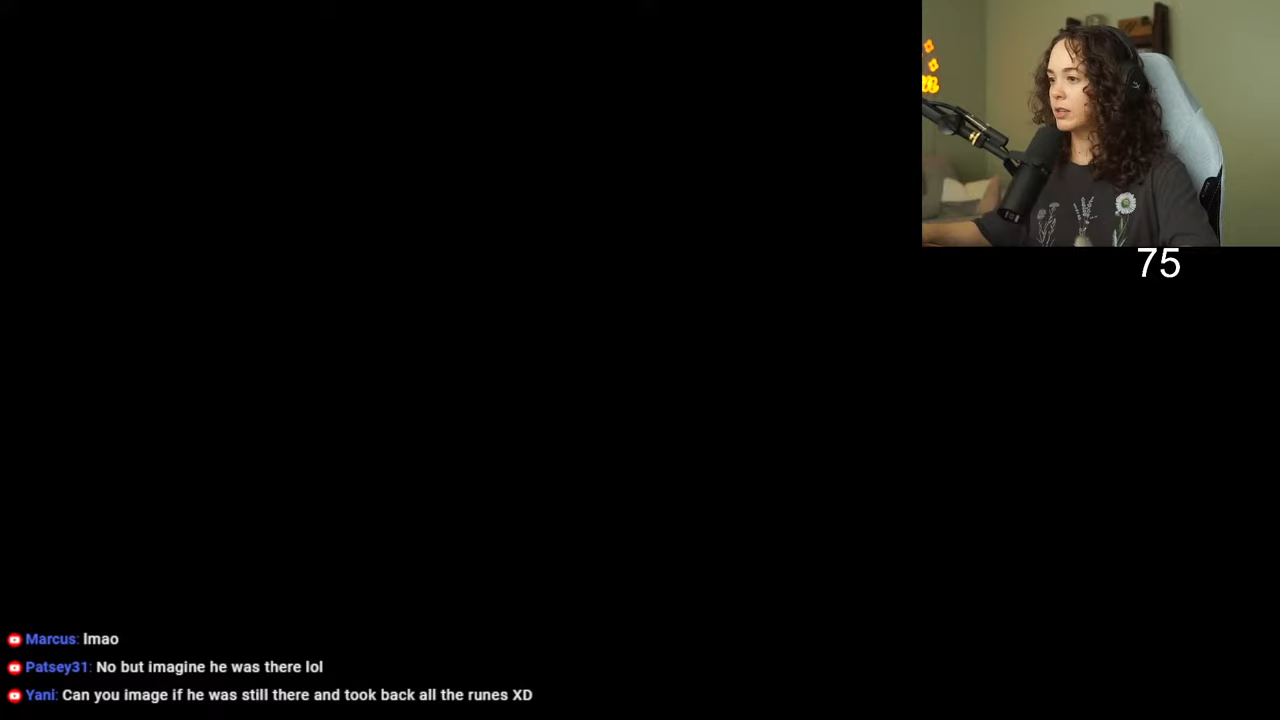 75
Marcus: lmao
Patsey31: No but imagine he was there lol
Yani: Can you image if he was still there and took back all the runes XD